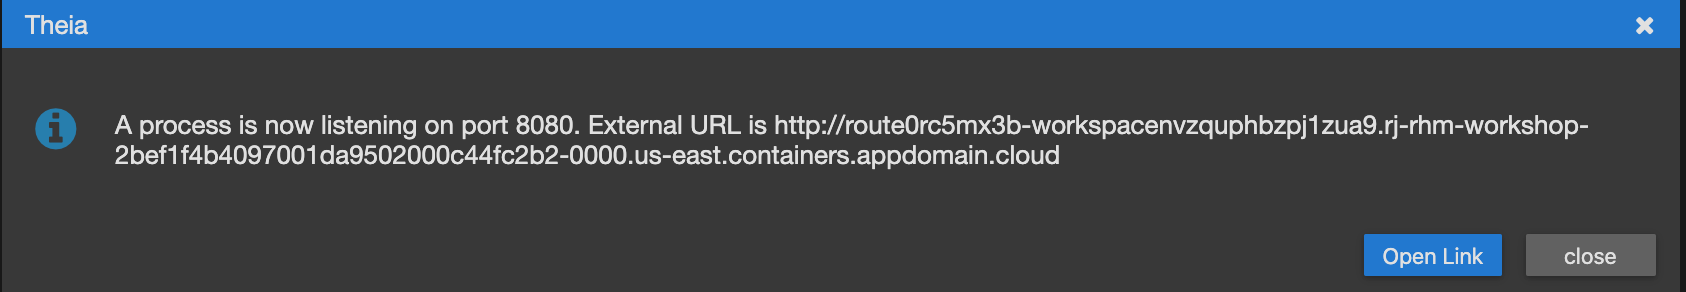 Theia
A process is now listening on port 8080. External URL is http://route0rc5mx3b-workspacenvzquphbzpj1zua9.rj-rhm-workshop-
2bef1f4b4097001da9502000c44fc2b2-0000.us-east.containers.appdomain.cloud
Open Link
close